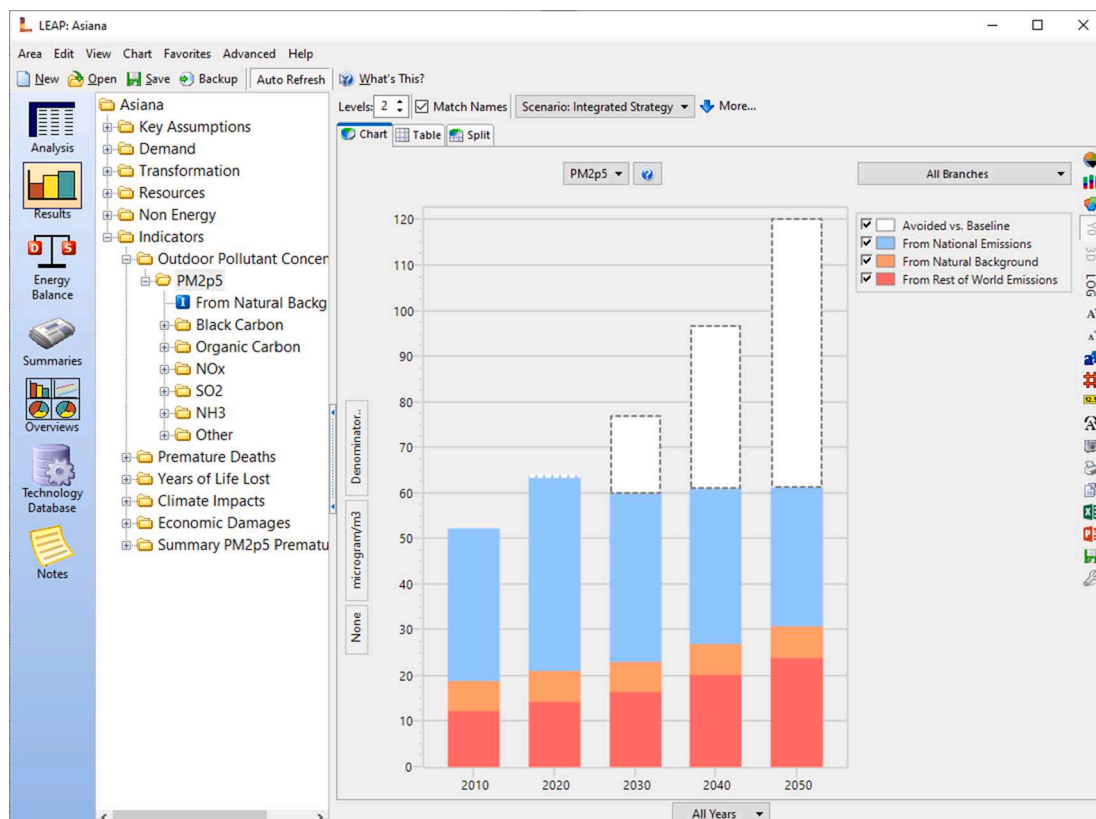 LEAP: Asiana
Area Edit View Chart Favorites Advanced Help
New Open Save Backup Auto Refresh What's This?
Analysis
Results
Energy
Balance
Summaries
Overviews
Technology
Database
Notes
Asiana
Key Assumptions
Demand
Transformation
Resources
Non Energy
Indicators
Outdoor Pollutant Concer
PM2p5
From Natural Backg
Black Carbon
Organic Carbon
NOx
SO2
NH3
Other
Premature Deaths
Years of Life Lost
Climate Impacts
Economic Damages
Summary PM2p5 Prematu
Levels: 2 Match Names Scenario: Integrated Strategy More...
Chart Table Split
PM2p5
All Branches
Avoided vs. Baseline
From National Emissions
From Natural Background
From Rest of World Emissions
Denominator..
microgram/m3
None
120
110
100
90
80
70
60
50
40
30
20
10
0
2010 2020 2030 2040 2050
All Years
LOG